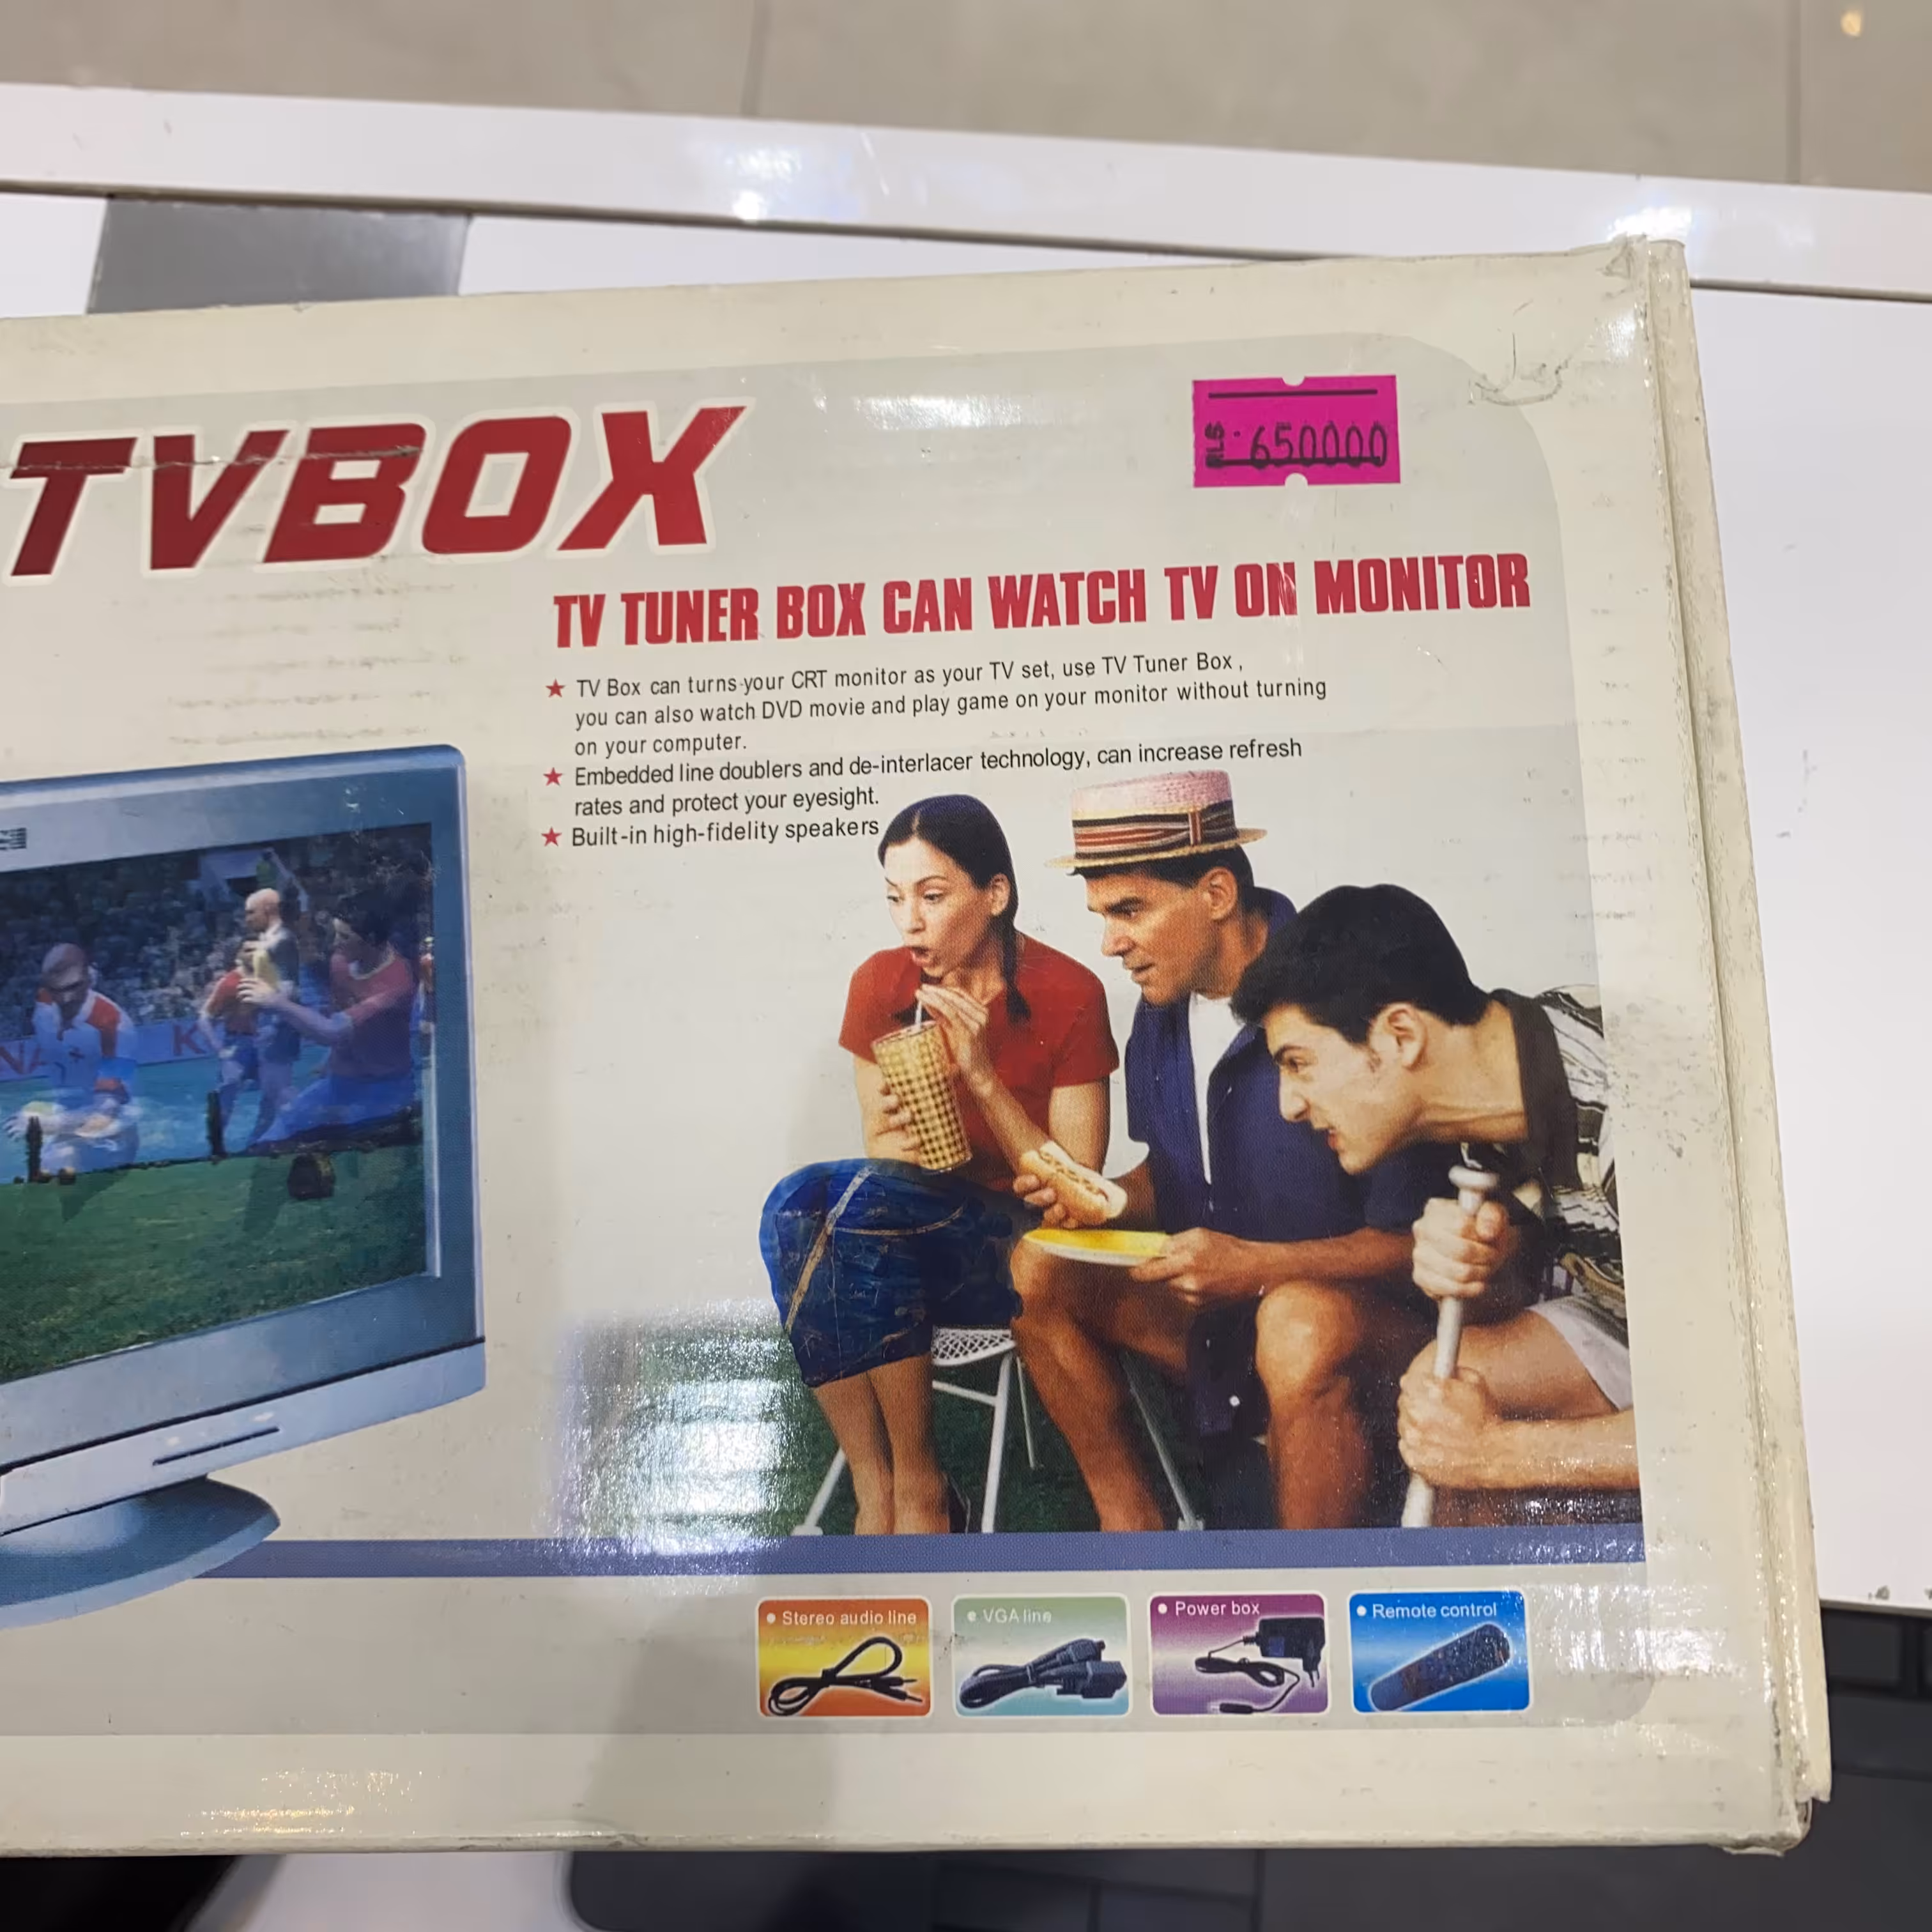 TVBOX
RLS. 650000
TV TUNER BOX CAN WATCH TV ON MONITOR
★ TV Box can turns your CRT monitor as your TV set, use TV Tuner Box ,
you can also watch DVD movie and play game on your monitor without turning
on your computer.
★ Embedded line doublers and de-interlacer technology, can increase refresh
rates and protect your eyesight.
★ Built-in high-fidelity speakers
• Stereo audio line
• VGA line
• Power box
• Remote control